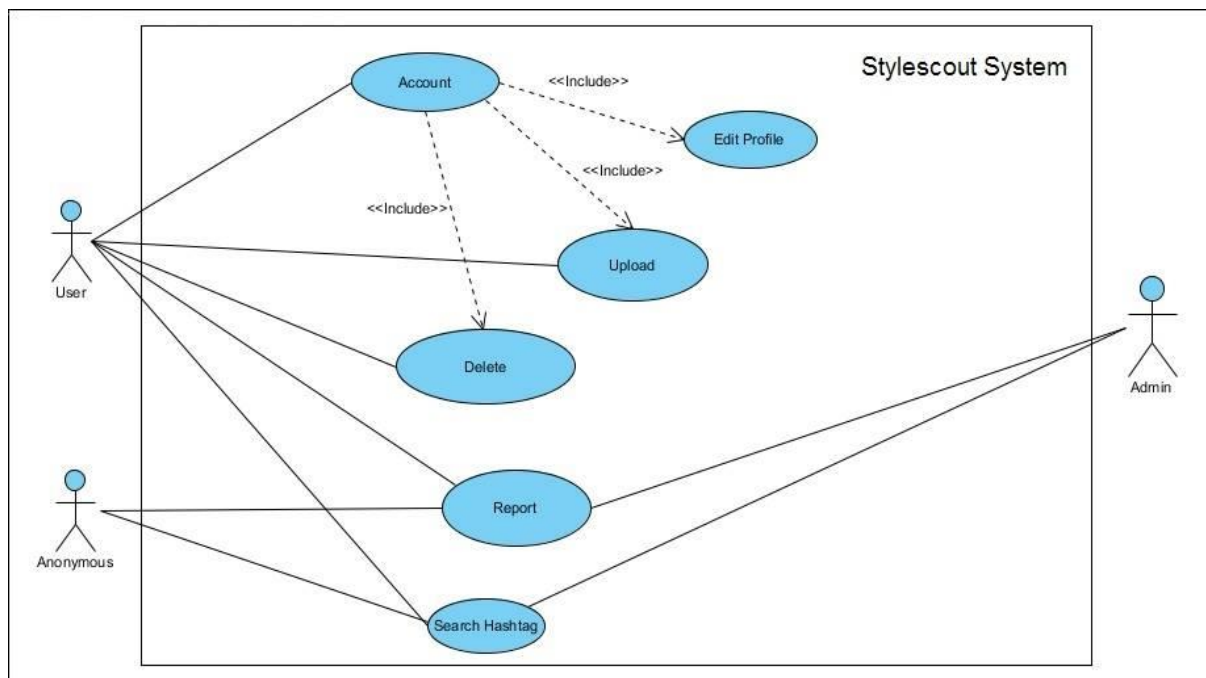 Stylescout System
Account
<<Include>>
Edit Profile
<<Include>>
<<Include>>
User
Upload
Delete
Admin
Report
Anonymous
Search Hashtag